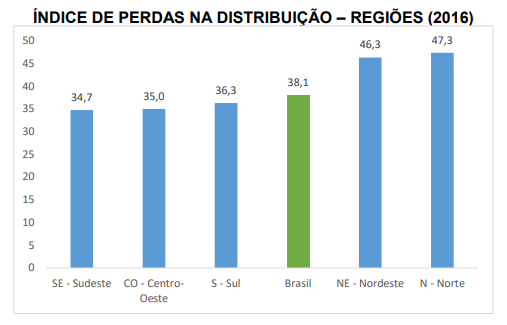 ÍNDICE DE PERDAS NA DISTRIBUIÇÃO – REGIÕES (2016)
50
45
40
35
30
25
20
15
10
5
0
34,7
35,0
36,3
38,1
46,3
47,3
SE - Sudeste
CO - Centro-
Oeste
S - Sul
Brasil
NE - Nordeste
N - Norte